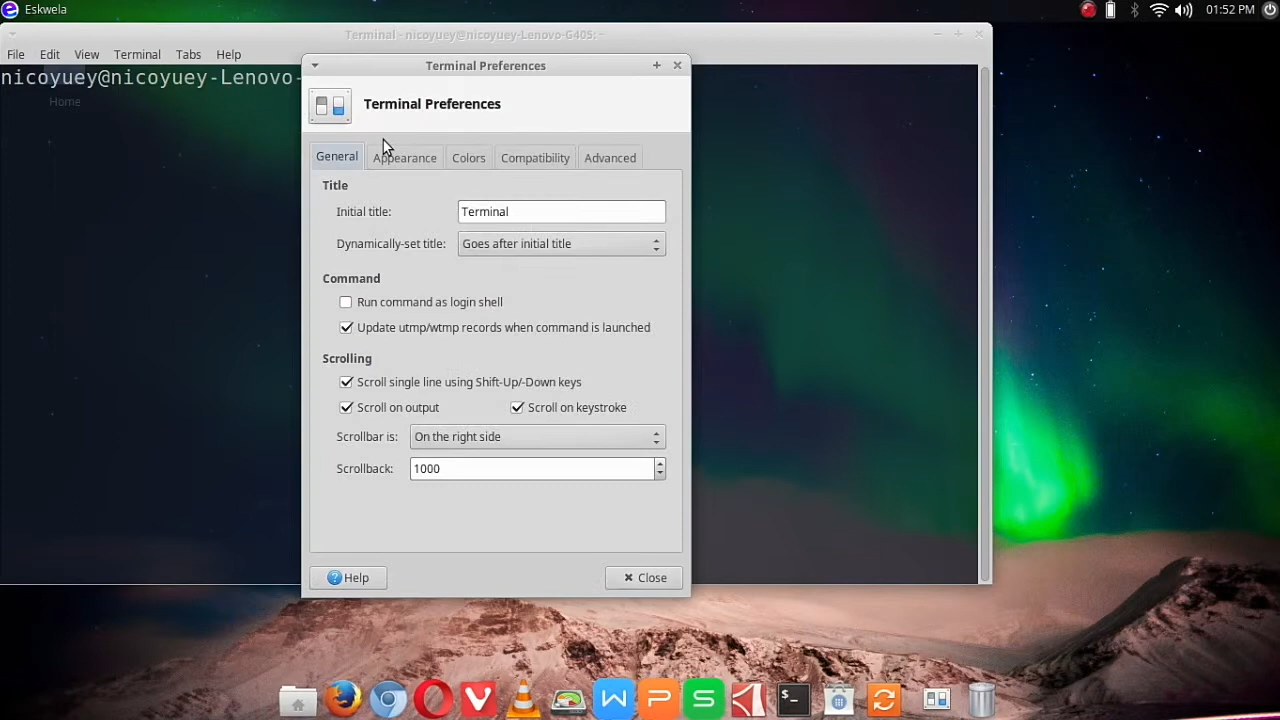 Eskwela
01:52 PM
Terminal - nicoyuey@nicoyuey-Lenovo-G405: ~
File Edit View Terminal Tabs Help
nicoyuey@nicoyuey-Lenovo-
Home
Terminal Preferences
Terminal Preferences
General Appearance Colors Compatibility Advanced
Title
Initial title: Terminal
Dynamically-set title: Goes after initial title
Command
Run command as login shell
Update utmp/wtmp records when command is launched
Scrolling
Scroll single line using Shift-Up/-Down keys
Scroll on output Scroll on keystroke
Scrollbar is: On the right side
Scrollback: 1000
Help Close